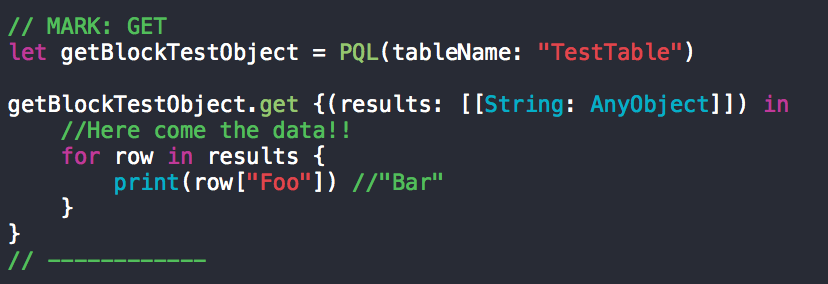 // MARK: GET
let getBlockTestObject = PQL(tableName: "TestTable")
getBlockTestObject.get {(results: [[String: AnyObject]]) in
//Here come the data!!
for row in results {
print(row["Foo"]) //"Bar"
}
}
// ------------